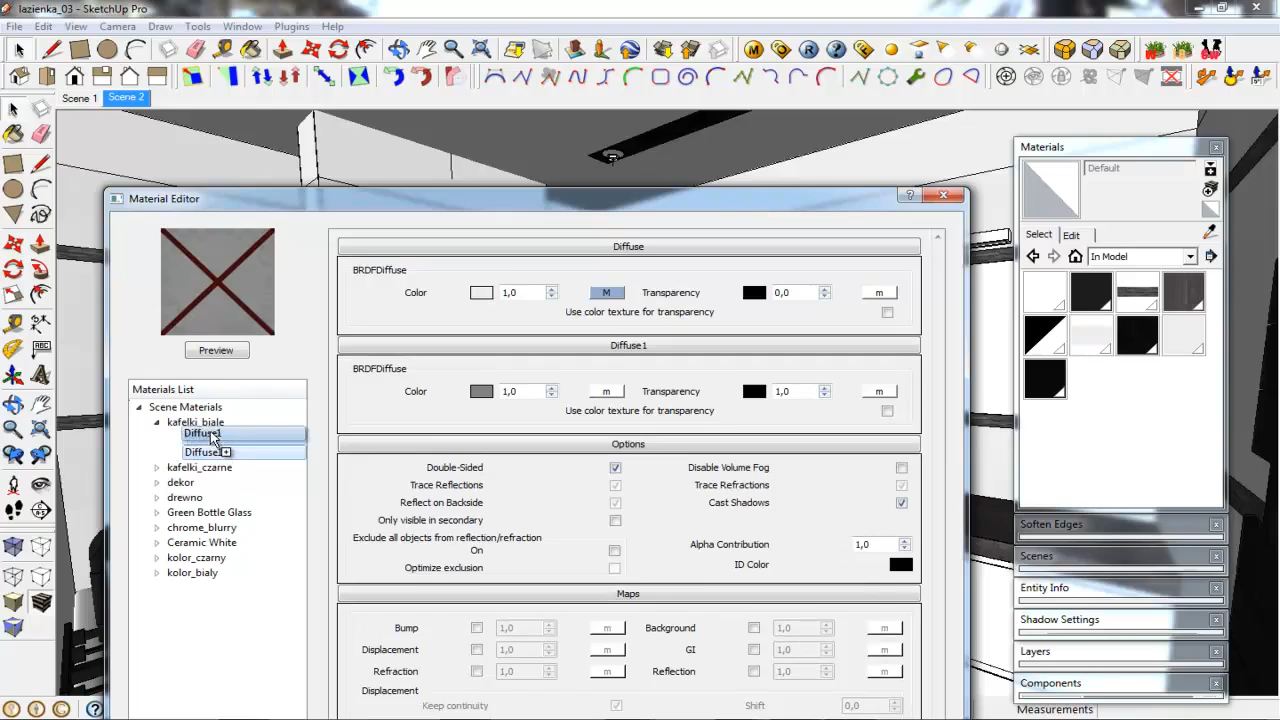 lazienka_03 - SketchUp Pro
File Edit View Camera Draw Tools Window Plugins Help
Scene 1 Scene 2
Materials
Default
Select Edit
In Model
Material Editor
Preview
Materials List
Scene Materials
kafelki_biale
Diffuse1
kafelki_czarne
dekor
drewno
Green Bottle Glass
chrome_blurry
Ceramic White
kolor_czarny
kolor_bialy
Diffuse
BRDFDiffuse
Color 1,0 M Transparency 0,0 m
Use color texture for transparency
Diffuse1
BRDFDiffuse
Color 1,0 m Transparency 1,0 m
Use color texture for transparency
Options
Double-Sided Disable Volume Fog
Trace Reflections Trace Refractions
Reflect on Backside Cast Shadows
Only visible in secondary
Exclude all objects from reflection/refraction
On Alpha Contribution 1,0
Optimize exclusion ID Color
Maps
Bump 1,0 m Background 1,0 m
Displacement 1,0 m GI 1,0 m
Refraction 1,0 m Reflection 1,0 m
Displacement
Keep continuity Shift 0,0
Soften Edges
Scenes
Entity Info
Shadow Settings
Layers
Components
Measurements